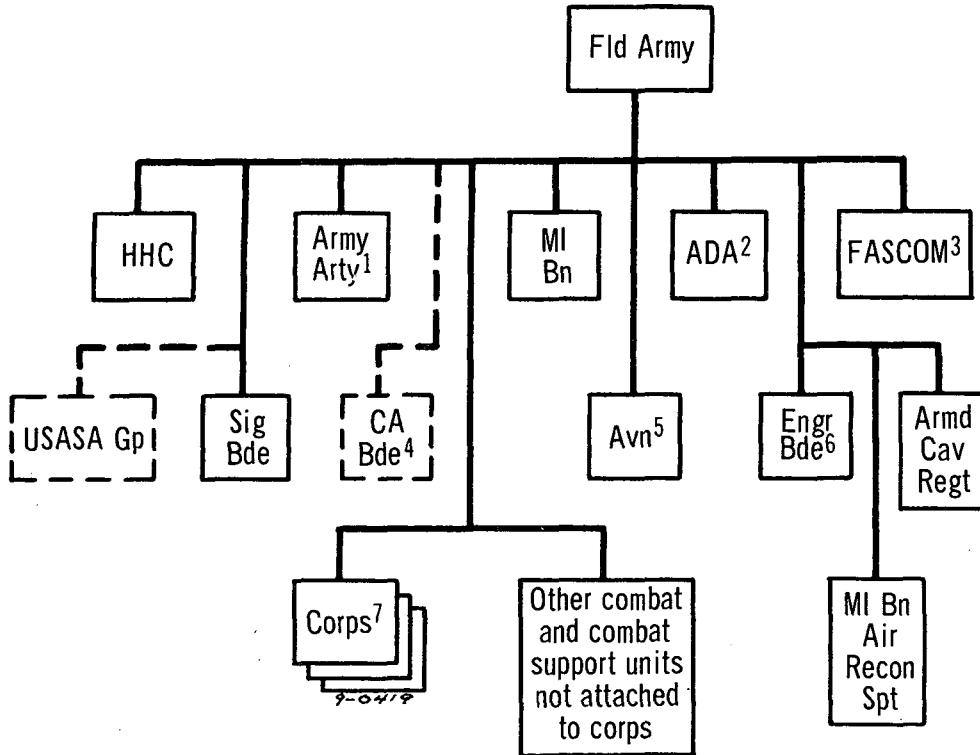 Fld Army
HHC
Army
Arty1
MI
Bn
ADA2
FASCOM3
USASA Gp
Sig
Bde
CA
Bde4
Avn5
Engr
Bde6
Armd
Cav
Regt
Corps7
9-0419
Other combat
and combat
support units
not attached
to corps
MI Bn
Air
Recon
Spt